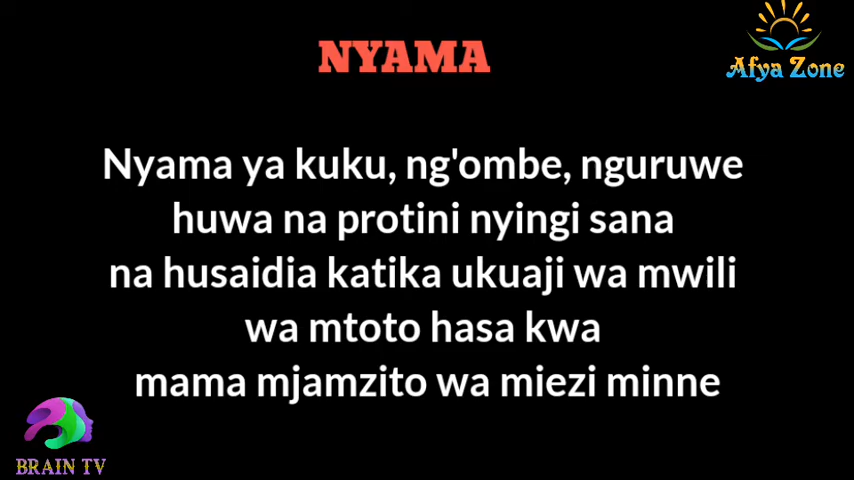 NYAMA
Afya Zone
Nyama ya kuku, ng'ombe, nguruwe
huwa na protini nyingi sana
na husaidia katika ukuaji wa mwili
wa mtoto hasa kwa
mama mjamzito wa miezi minne
BRAIN TV